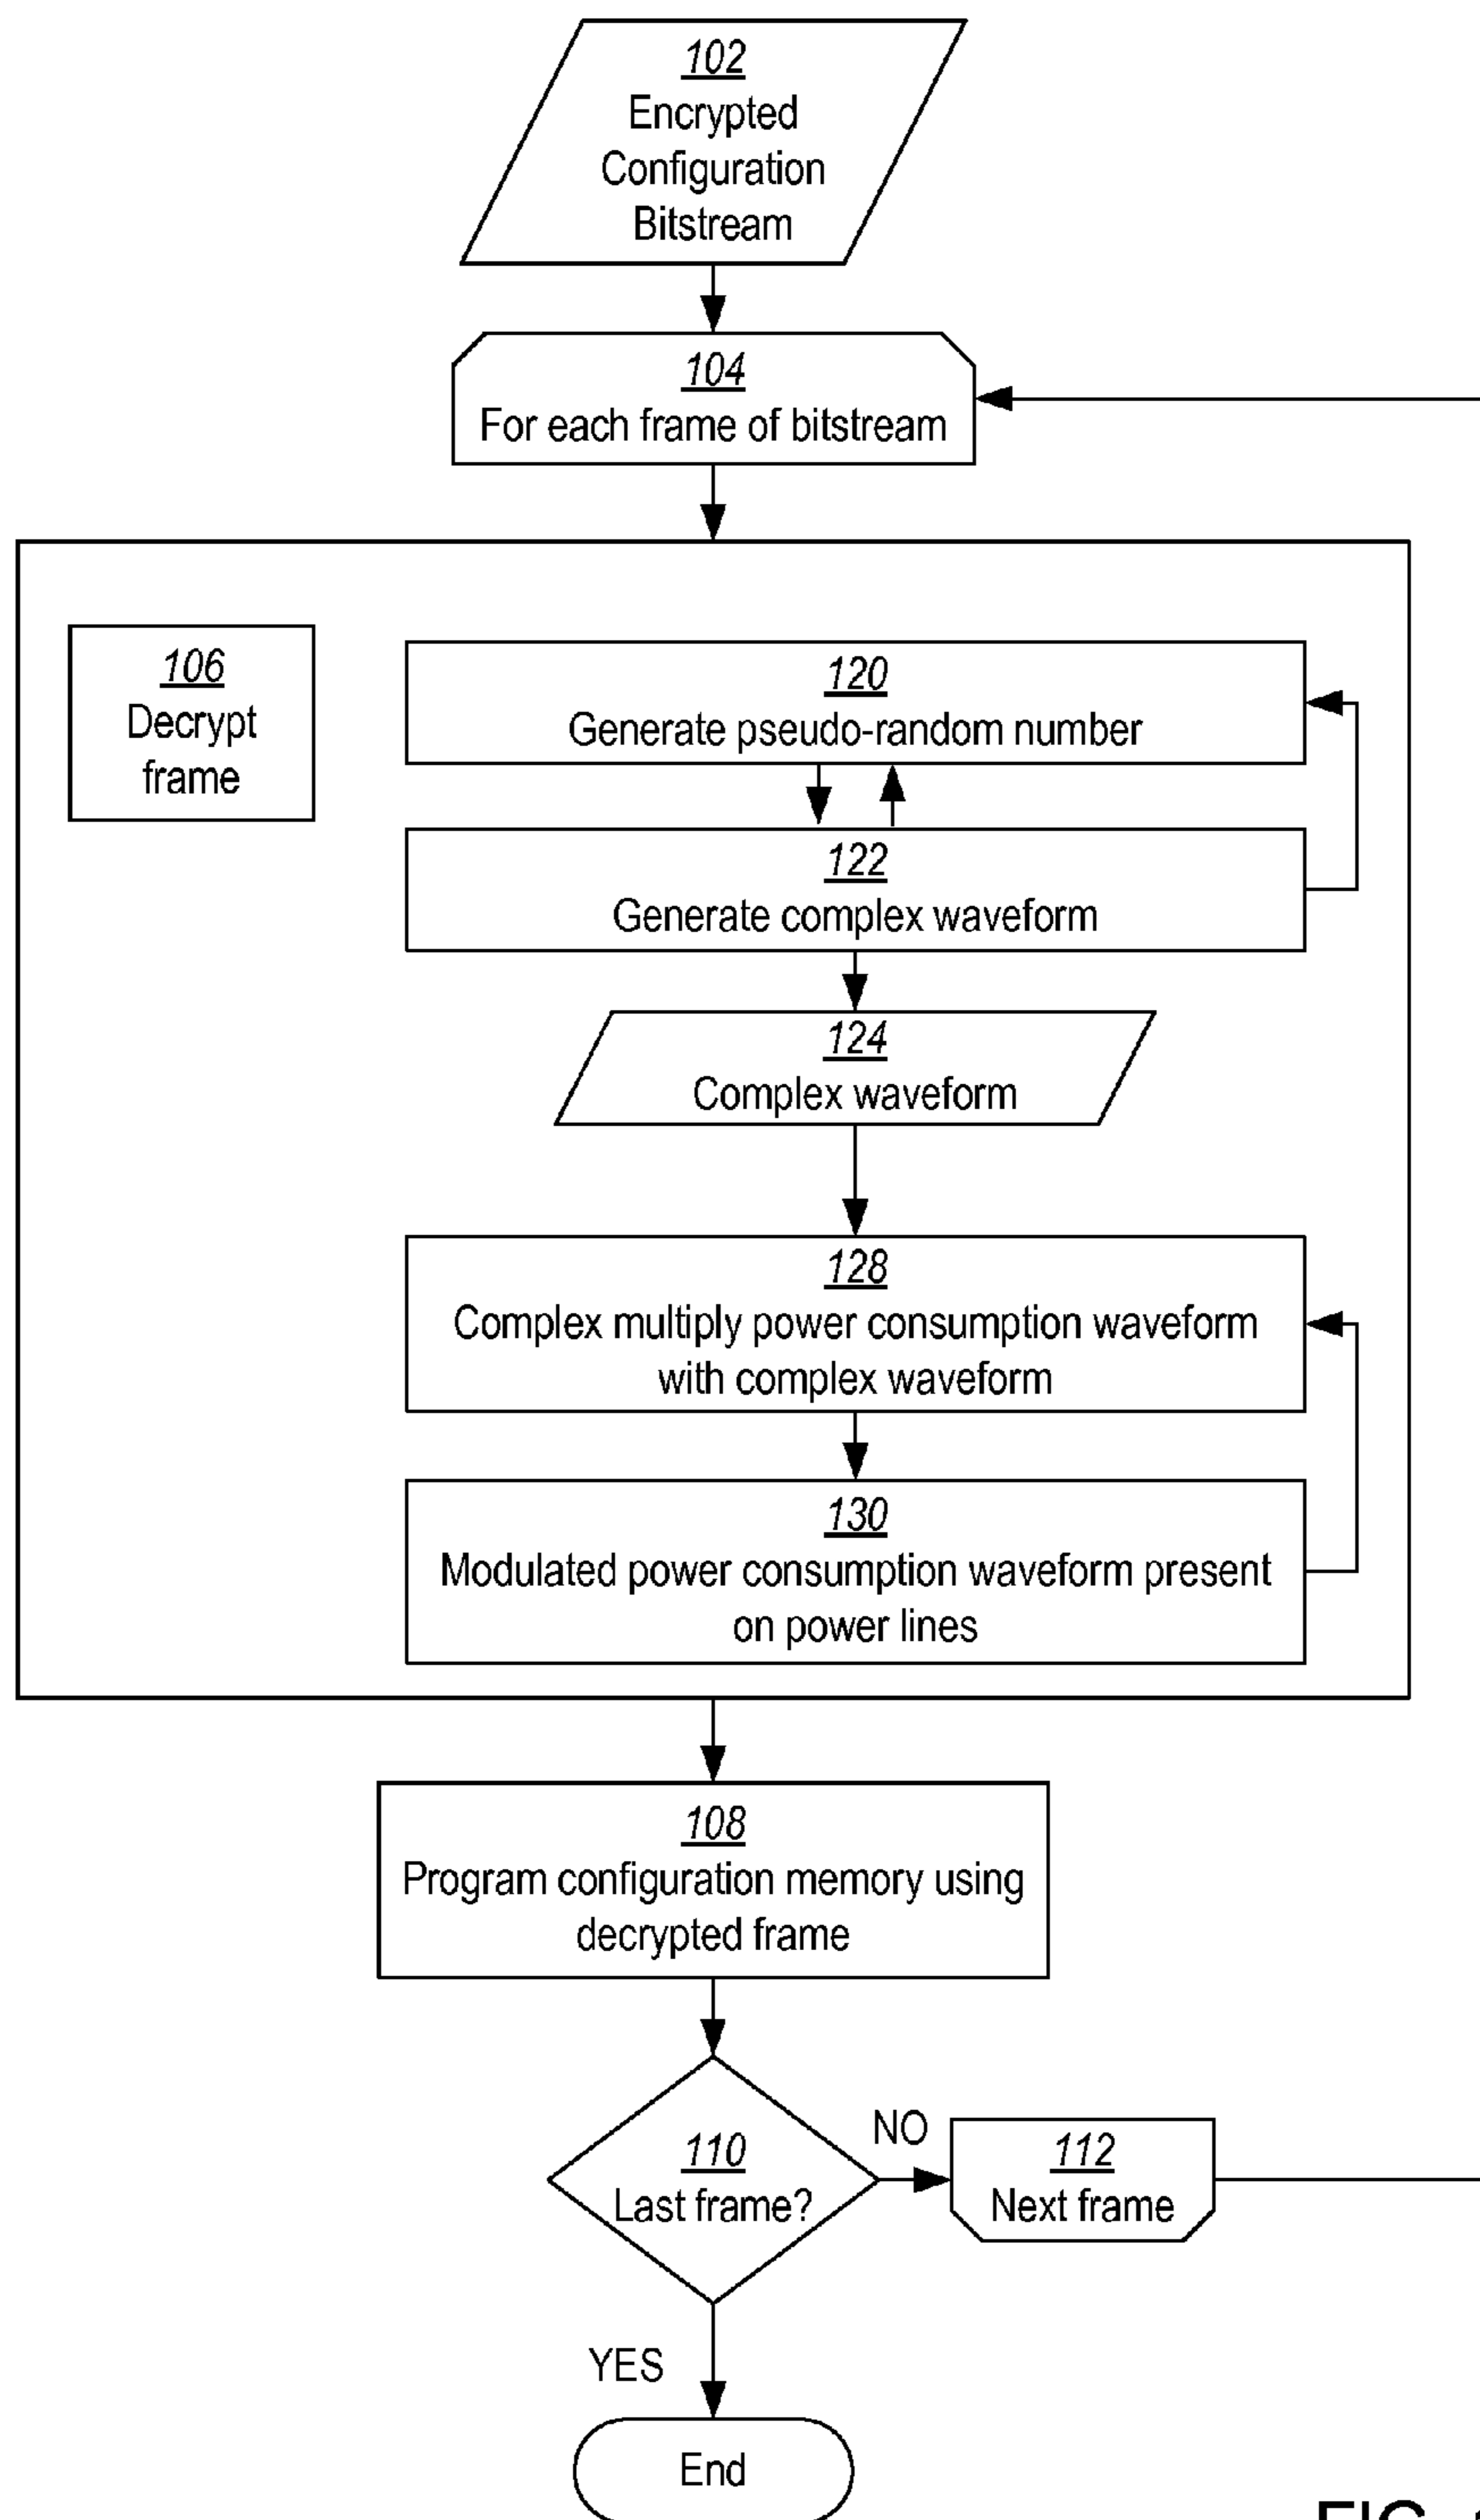 102
Encrypted
Configuration
Bitstream
104
For each frame of bitstream
106
Decrypt
frame
120
Generate pseudo-random number
122
Generate complex waveform
124
Complex waveform
128
Complex multiply power consumption waveform
with complex waveform
130
Modulated power consumption waveform present
on power lines
108
Program configuration memory using
decrypted frame
110
Last frame?
NO
112
Next frame
YES
End